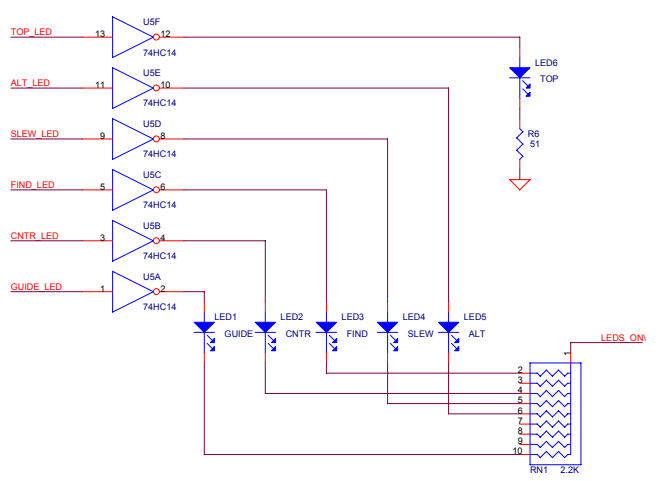 U5F
TOP_LED 13 12
74HC14
U5E
ALT_LED 11 10
74HC14
U5D
SLEW_LED 9 8
74HC14
U5C
FIND_LED 5 6
74HC14
U5B
CNTR_LED 3 4
74HC14
U5A
GUIDE_LED 1 2
74HC14
LED6
TOP
R6
51
LED1
GUIDE
LED2
CNTR
LED3
FIND
LED4
SLEW
LED5
ALT
LEDS_ON\
1
2
3
4
5
6
7
8
9
10
RN1 2.2K